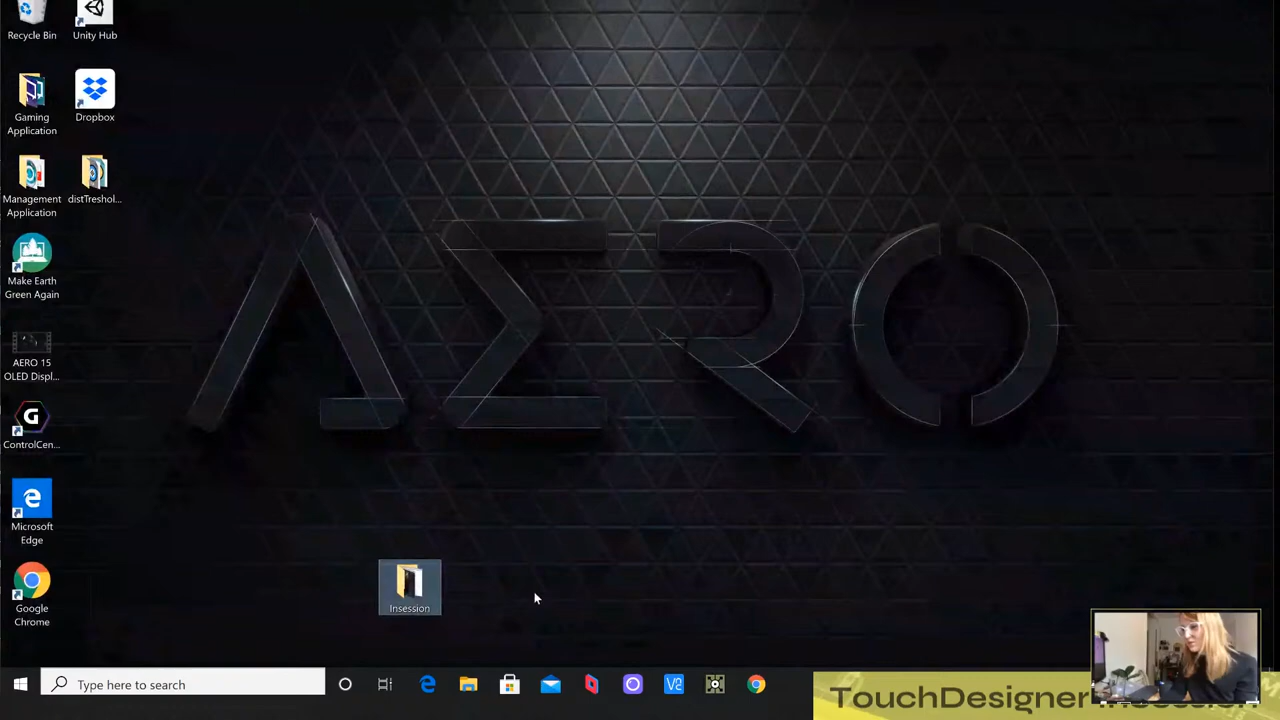 Recycle Bin
Unity Hub
Gaming
Application
Dropbox
Management
Application
distTreshol...
Make Earth
Green Again
AERO 15
OLED Displ...
ControlCen...
Microsoft
Edge
Google
Chrome
AERO
Insession
Type here to search
TouchDesigner